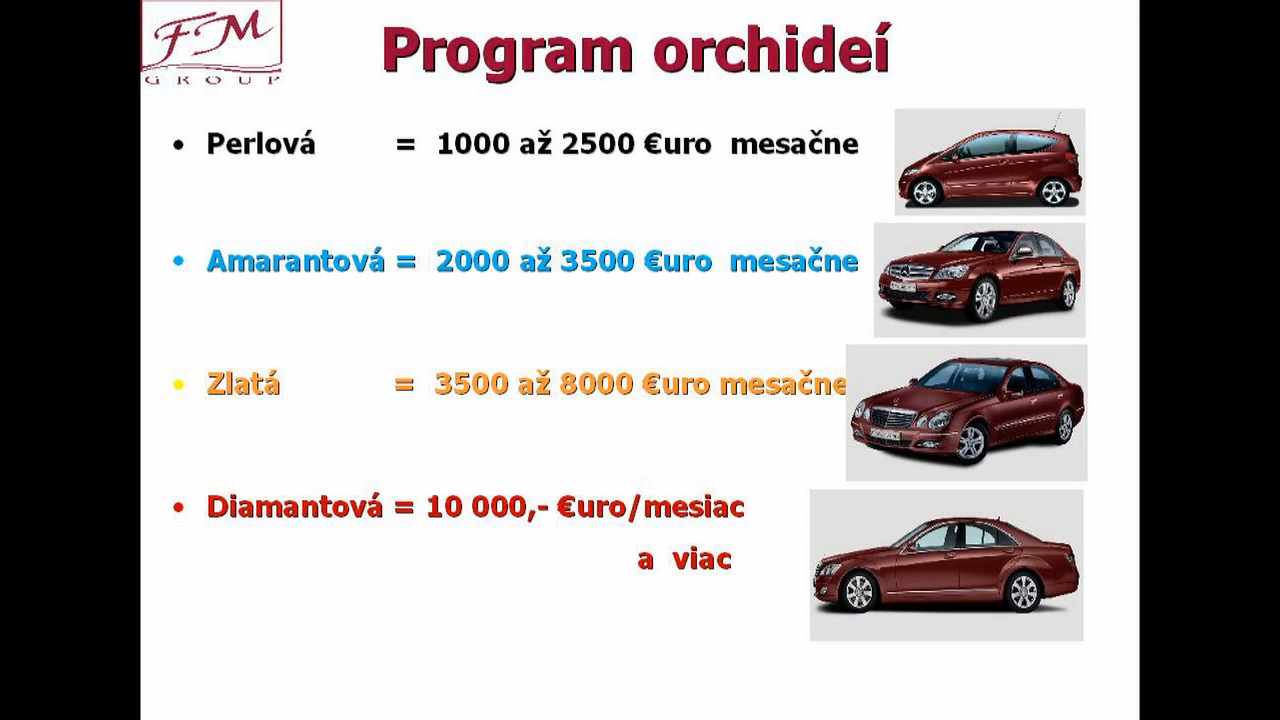 FM
GROUP
Program orchideí
• Perlová = 1000 až 2500 €uro mesačne
• Amarantová = 2000 až 3500 €uro mesačne
• Zlatá = 3500 až 8000 €uro mesačne
• Diamantová = 10 000,- €uro/mesiac
a viac